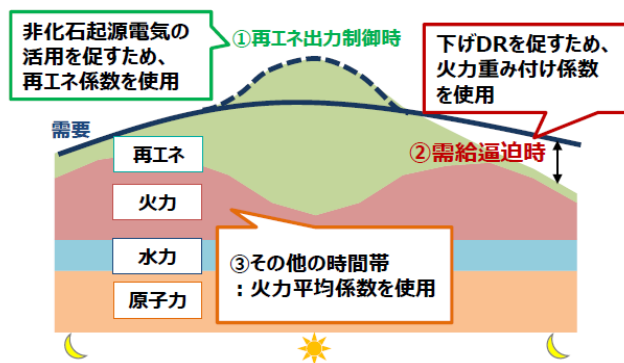 非化石起源電気の
活用を促すため、
再エネ係数を使用
①再エネ出力制御時
下げDRを促すため、
火力重み付け係数
を使用
需要
②需給逼迫時
再エネ
火力
水力
原子力
③その他の時間帯
：火力平均係数を使用